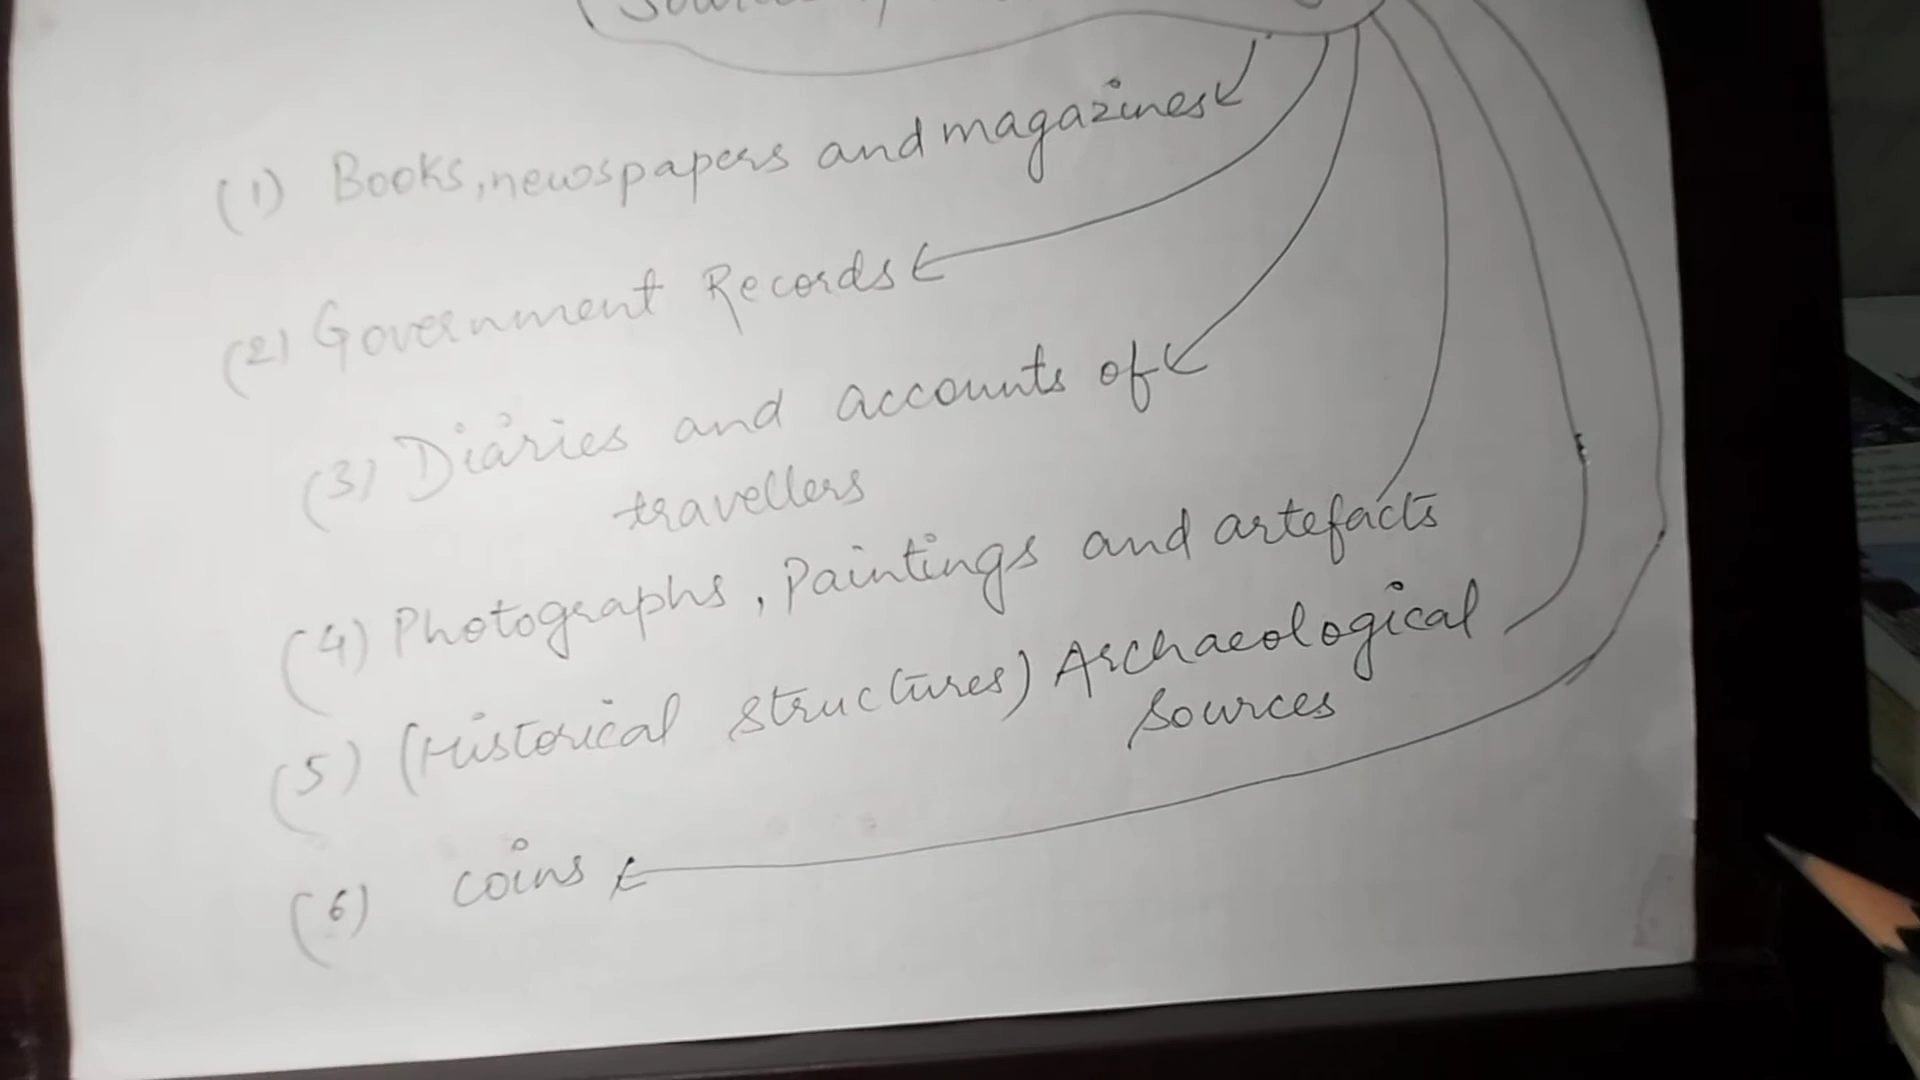 (1) Books, newspapers and magazines
(2) Government Records
(3) Diaries and accounts of
travellers
(4) Photographs, Paintings and artefacts
(5) (Historical structures) Archaeological
sources
(6) coins